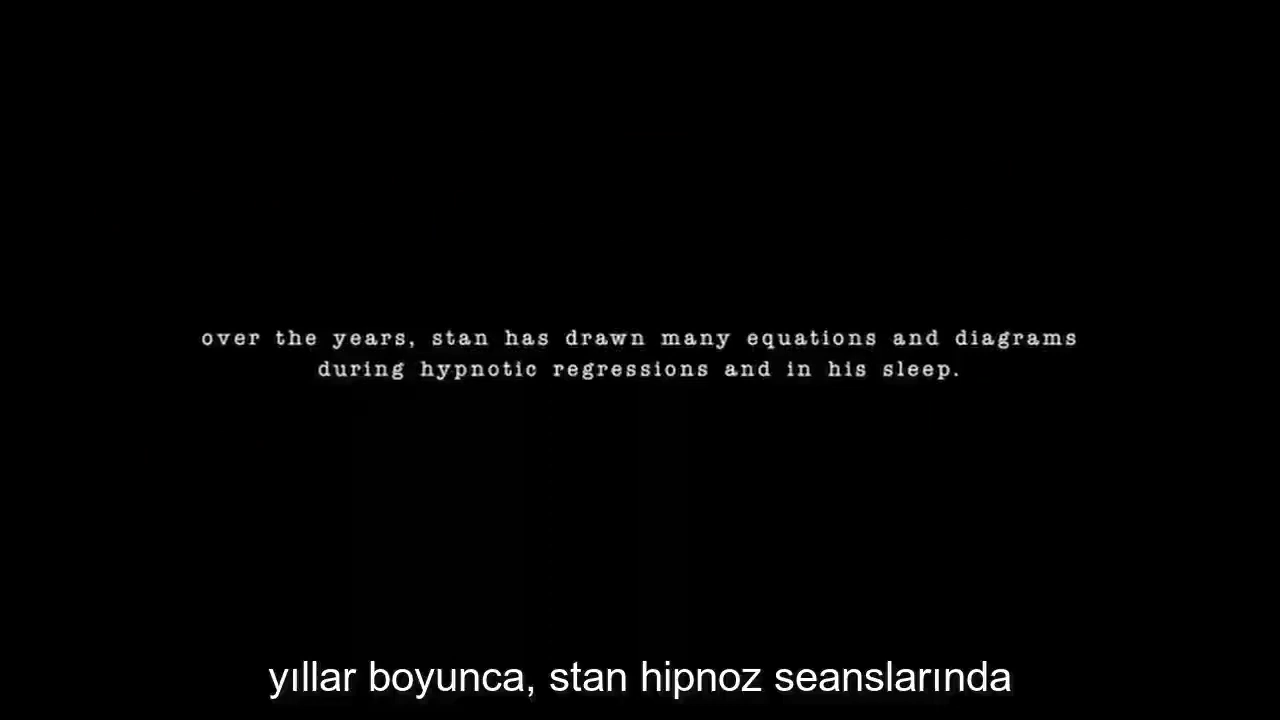 over the years, stan has drawn many equations and diagrams
during hypnotic regressions and in his sleep.
yıllar boyunca, stan hipnoz seanslarında